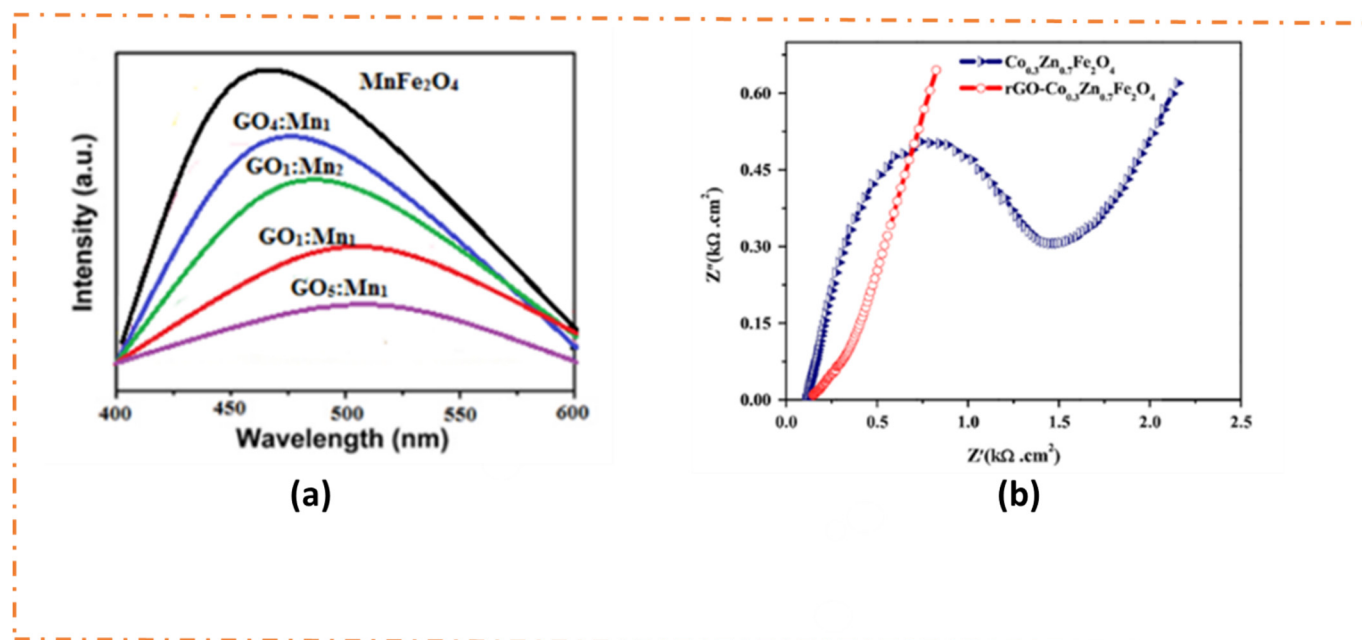 MnFe₂O₄
GO₄:Mn₁
GO₁:Mn₂
GO₁:Mn₁
GO₅:Mn₁
Intensity (a.u.)
400 450 500 550 600
Wavelength (nm)
(a)
Co₀.₃Zn₀.₇Fe₂O₄
rGO-Co₀.₃Zn₀.₇Fe₂O₄
0.60
0.45
0.30
0.15
0.00
Z″(kΩ .cm²)
0.0 0.5 1.0 1.5 2.0 2.5
Z′(kΩ .cm²)
(b)